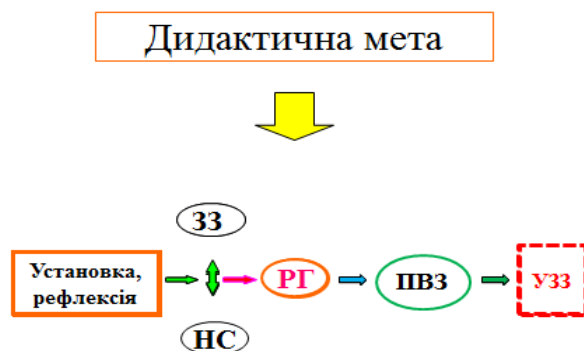 Дидактична мета
ЗЗ
Установка,
рефлексія
РГ
ПВЗ
УЗЗ
НС